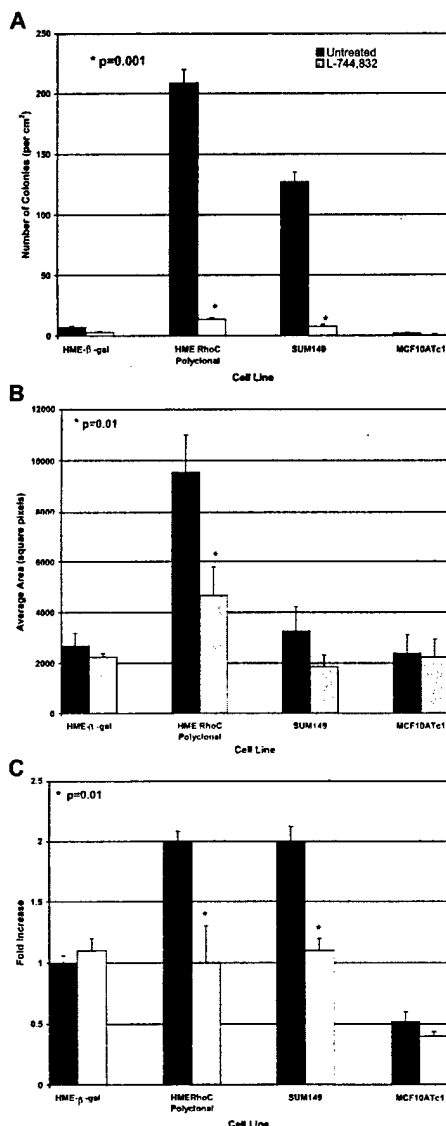 A
* p=0.001
Untreated
L-744,832
Number of Colonies (per cm²)
250
200
150
100
50
0
*
*
HME-β -gal
HME RhoC
Polyclonal
SUM149
MCF10ATc1
Cell Line
B
* p=0.01
Average Area (square pixels)
12000
10000
8000
6000
4000
2000
0
*
HME RhoC
Polyclonal
SUM149
MCF10ATc1
Cell Line
C
* p=0.01
Fold Increase
2.5
2
1.5
1
0.5
0
*
*
HME-β-gal
HMERhoC
Polyclonal
SUM149
MCF10ATc1
Cell Line